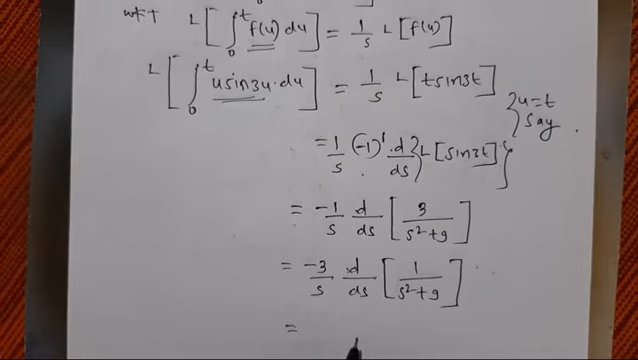 wkt L[∫₀ᵗ f(u) du] = 1/s L[f(u)]
L[∫₀ᵗ u sin3u · du] = 1/s L[t sin3t]
} u=t say .
= 1/s (-1)' · d/ds { L[sin3t] }
= -1/s d/ds [3/(s²+9)]
= -3/s d/ds [1/(s²+9)]
=